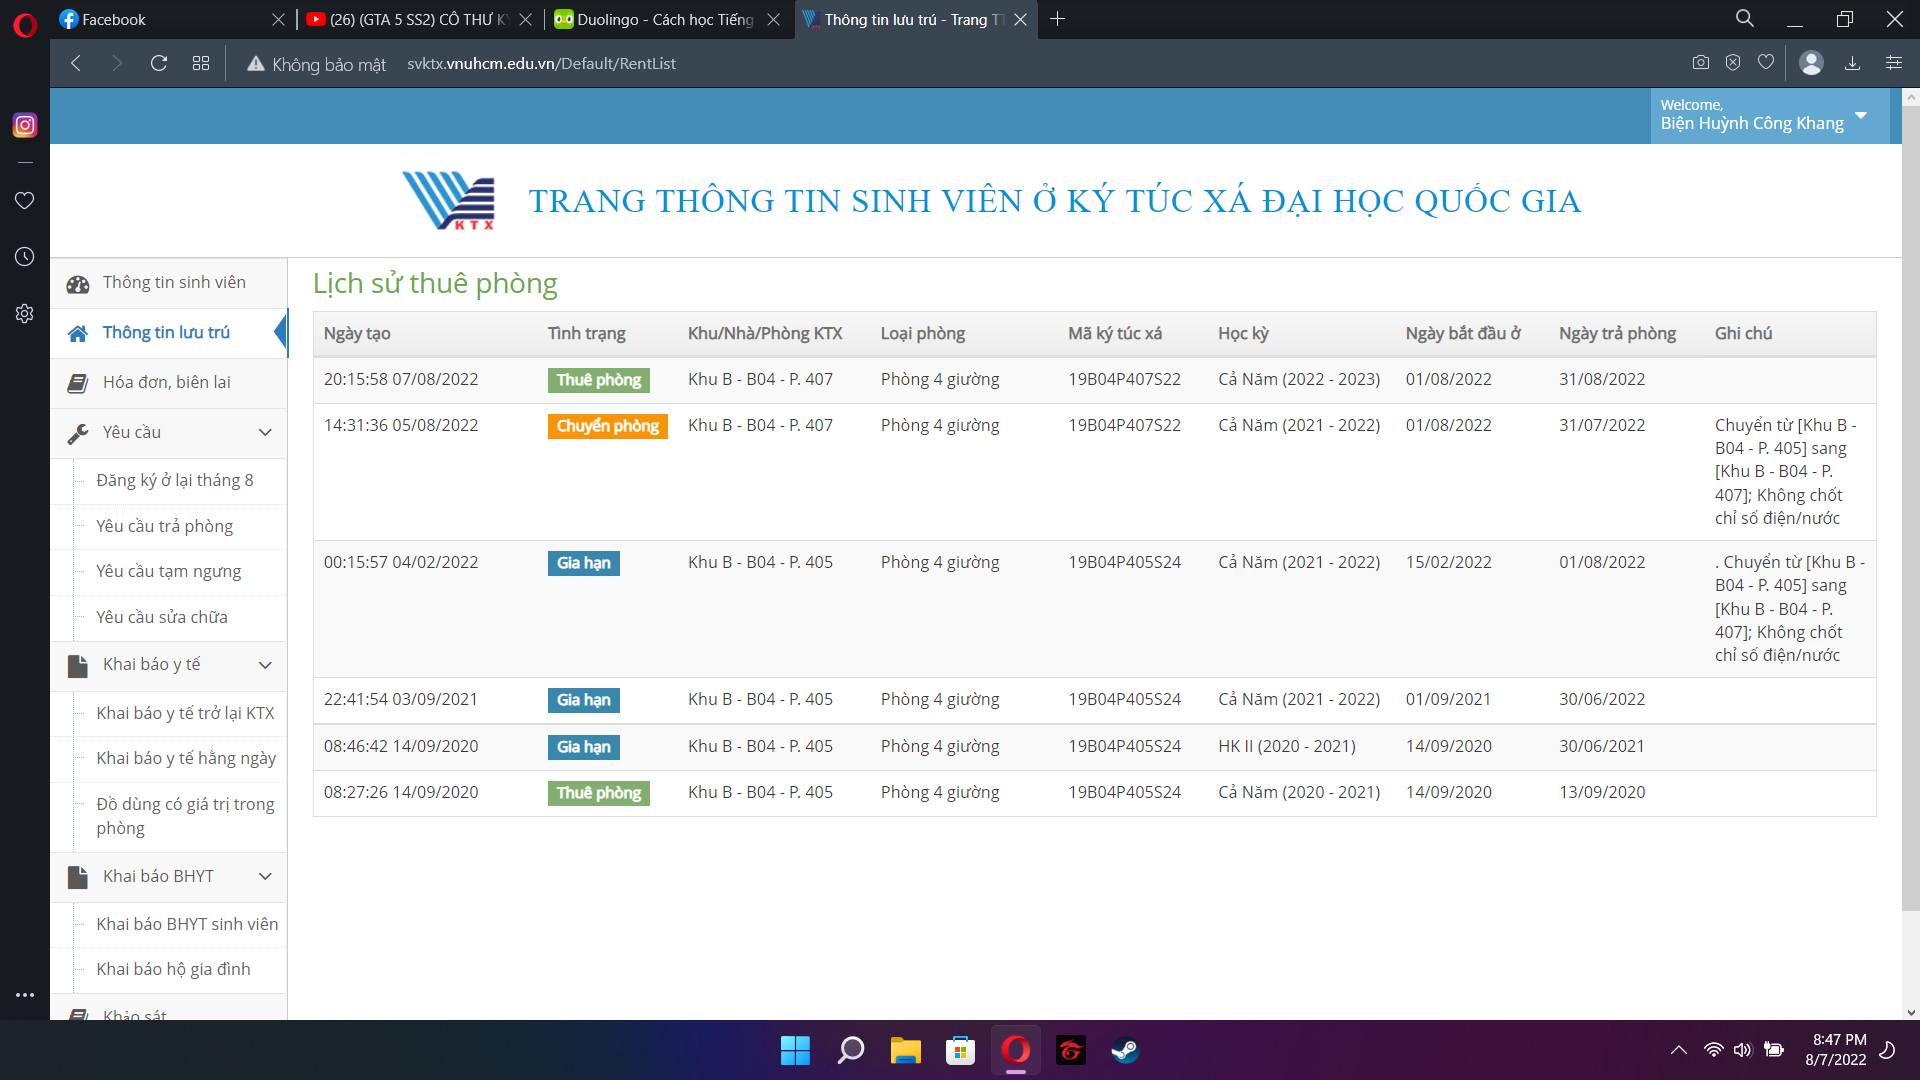 Facebook
(26) (GTA 5 SS2) CÔ THƯ K
Duolingo - Cách học Tiếng
Thông tin lưu trú - Trang TT
Không bảo mật
svktx.vnuhcm.edu.vn/Default/RentList
Welcome,
Biện Huỳnh Công Khang
KTX
TRANG THÔNG TIN SINH VIÊN Ở KÝ TÚC XÁ ĐẠI HỌC QUỐC GIA
Thông tin sinh viên
Thông tin lưu trú
Hóa đơn, biên lai
Yêu cầu
Đăng ký ở lại tháng 8
Yêu cầu trả phòng
Yêu cầu tạm ngưng
Yêu cầu sửa chữa
Khai báo y tế
Khai báo y tế trở lại KTX
Khai báo y tế hằng ngày
Đồ dùng có giá trị trong
phòng
Khai báo BHYT
Khai báo BHYT sinh viên
Khai báo hộ gia đình
Khảo sát
Lịch sử thuê phòng
Ngày tạo Tình trạng Khu/Nhà/Phòng KTX Loại phòng Mã ký túc xá Học kỳ Ngày bắt đầu ở Ngày trả phòng Ghi chú
20:15:58 07/08/2022 Thuê phòng Khu B - B04 - P. 407 Phòng 4 giường 19B04P407S22 Cả Năm (2022 - 2023) 01/08/2022 31/08/2022
14:31:36 05/08/2022 Chuyển phòng Khu B - B04 - P. 407 Phòng 4 giường 19B04P407S22 Cả Năm (2021 - 2022) 01/08/2022 31/07/2022 Chuyển từ [Khu B -
B04 - P. 405] sang
[Khu B - B04 - P.
407]; Không chốt
chỉ số điện/nước
00:15:57 04/02/2022 Gia hạn Khu B - B04 - P. 405 Phòng 4 giường 19B04P405S24 Cả Năm (2021 - 2022) 15/02/2022 01/08/2022 . Chuyển từ [Khu B -
B04 - P. 405] sang
[Khu B - B04 - P.
407]; Không chốt
chỉ số điện/nước
22:41:54 03/09/2021 Gia hạn Khu B - B04 - P. 405 Phòng 4 giường 19B04P405S24 Cả Năm (2021 - 2022) 01/09/2021 30/06/2022
08:46:42 14/09/2020 Gia hạn Khu B - B04 - P. 405 Phòng 4 giường 19B04P405S24 HK II (2020 - 2021) 14/09/2020 30/06/2021
08:27:26 14/09/2020 Thuê phòng Khu B - B04 - P. 405 Phòng 4 giường 19B04P405S24 Cả Năm (2020 - 2021) 14/09/2020 13/09/2020
8:47 PM
8/7/2022